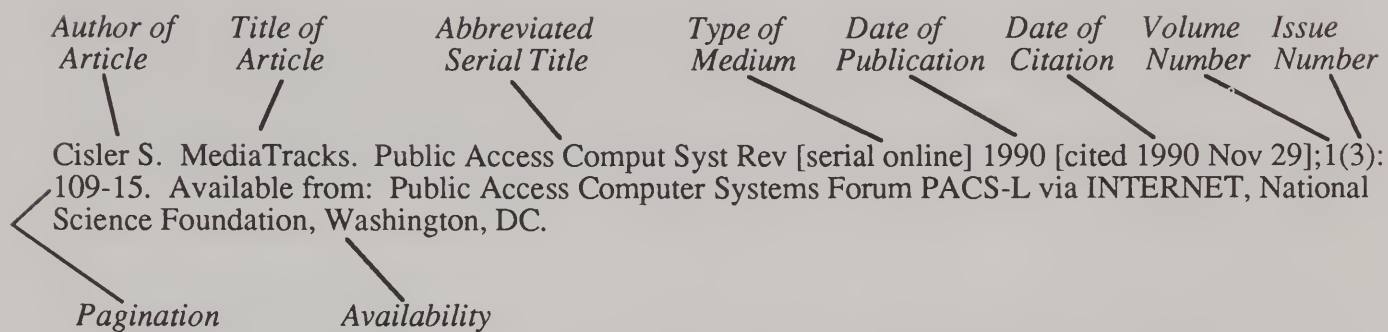 Author of Title of Abbreviated Type of Date of Date of Volume Issue
Article Article Serial Title Medium Publication Citation Number Number
Cisler S. MediaTracks. Public Access Comput Syst Rev [serial online] 1990 [cited 1990 Nov 29];1(3):
109-15. Available from: Public Access Computer Systems Forum PACS-L via INTERNET, National
Science Foundation, Washington, DC.
Pagination Availability